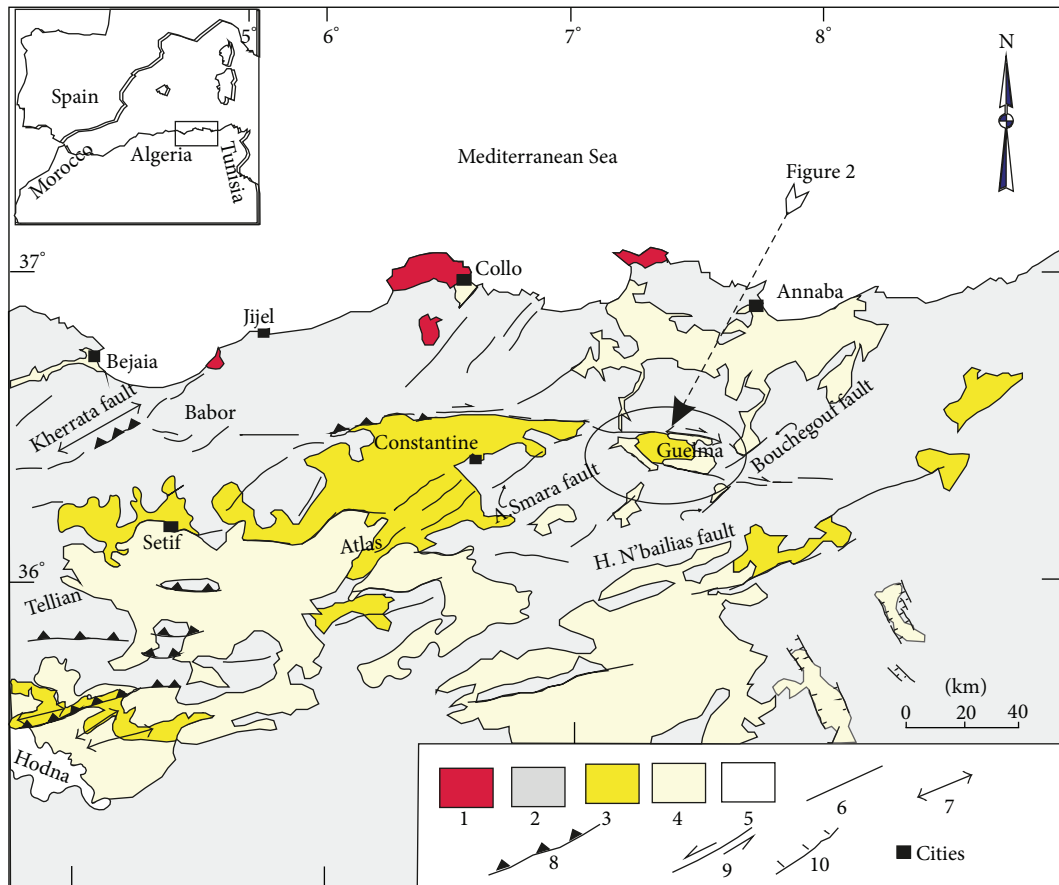 5°
6°
7°
8°
N
Spain
Morocco
Algeria
Tunisia
Mediterranean Sea
Figure 2
37°
Collo
Annaba
Jijel
Bejaia
Kherrata fault
Babor
Constantine
Guelma
Bouchegouf fault
A.Smara fault
Setif
Atlas
H. N'bailias fault
36°
Tellian
(km)
0 20 40
Hodna
1 2 3 4 5 6 7
8 9 10 Cities